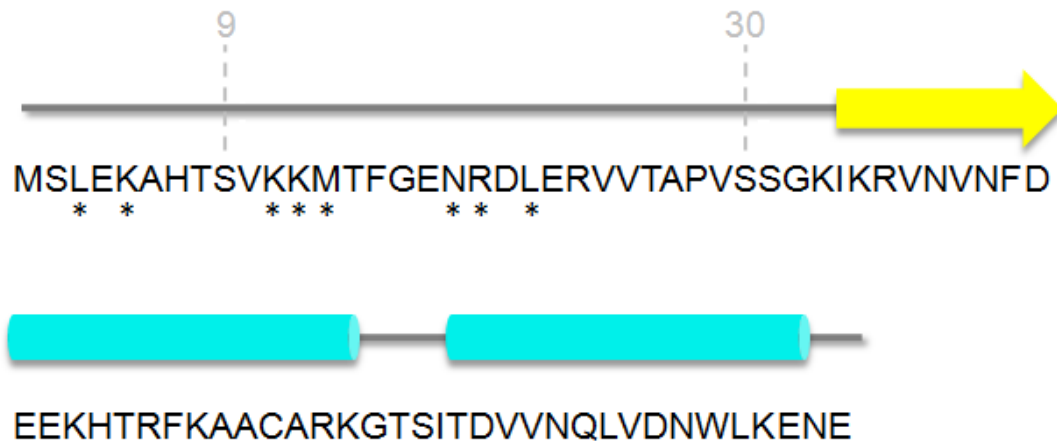 9 30
MSLEKAHTSVKKMTFGENRDLERVVTAPVSSGKIKRVNVNFD
* * * * * * * *
EEKHTRFKAACARKGTSITDVVNQLVDNWLKENE